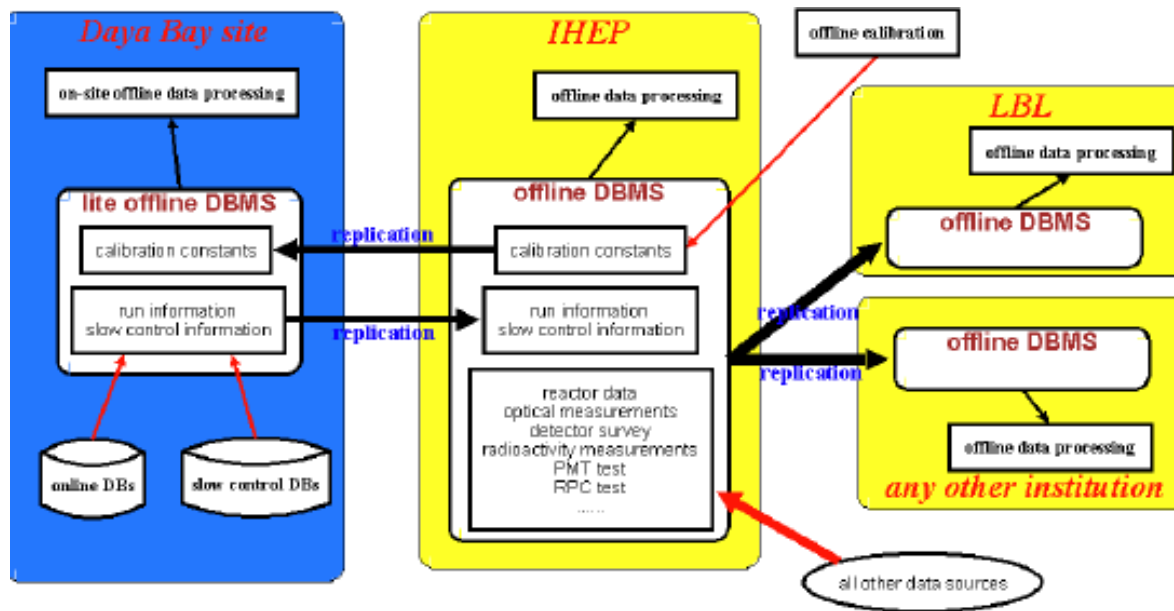 Daya Bay site
on-site offline data processing
lite offline DBMS
calibration constants
run information
slow control information
online DBs
slow control DBs
replication
replication
IHEP
offline data processing
offline DBMS
calibration constants
run information
slow control information
reactor data
optical measurements
detector survey
radioactivity measurements
PMT test
RPC test
......
offline calibration
replication
replication
LBL
offline data processing
offline DBMS
offline DBMS
offline data processing
any other institution
all other data sources